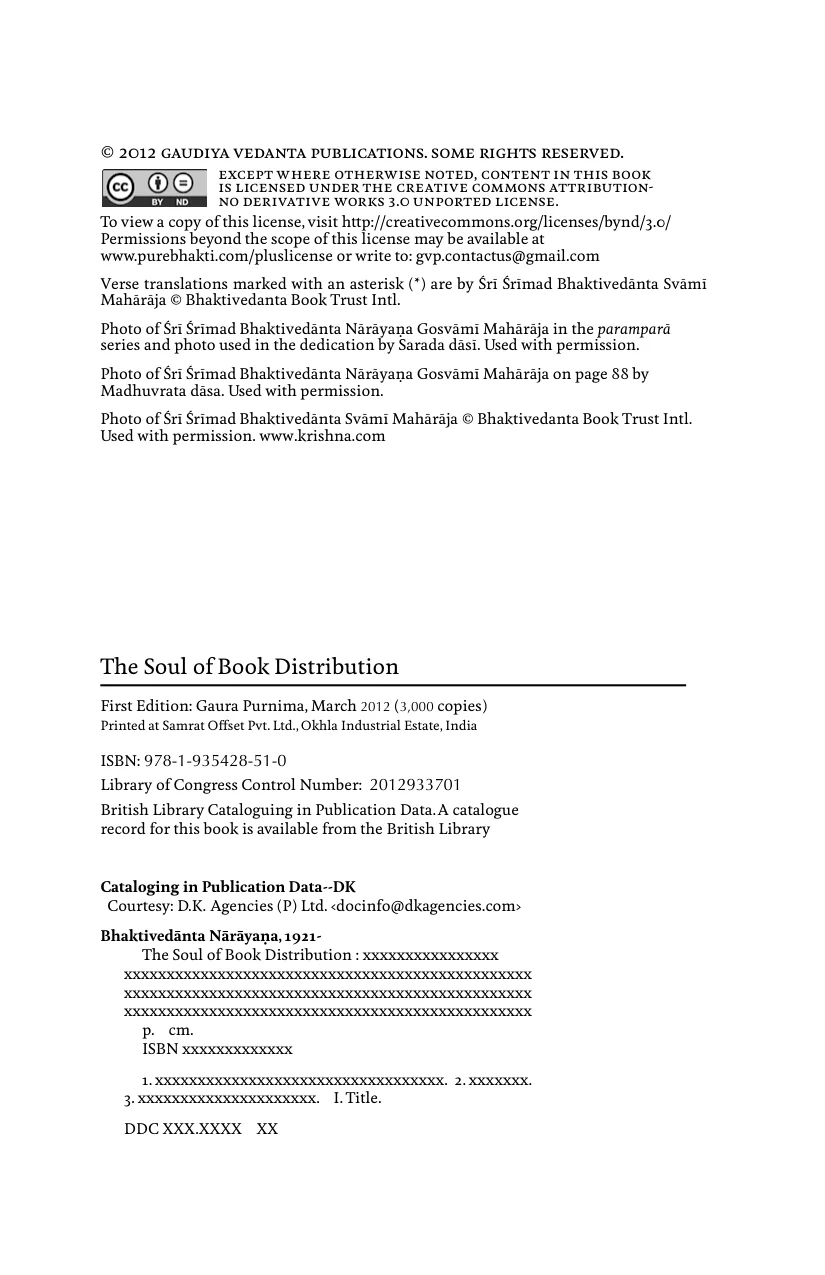 © 2012 GAUDIYA VEDANTA PUBLICATIONS. SOME RIGHTS RESERVED.
EXCEPT WHERE OTHERWISE NOTED, CONTENT IN THIS BOOK
IS LICENSED UNDER THE CREATIVE COMMONS ATTRIBUTION-
NO DERIVATIVE WORKS 3.0 UNPORTED LICENSE.
cc BY ND
To view a copy of this license, visit http://creativecommons.org/licenses/bynd/3.0/
Permissions beyond the scope of this license may be available at
www.purebhakti.com/pluslicense or write to: gvp.contactus@gmail.com
Verse translations marked with an asterisk (*) are by Śrī Śrīmad Bhaktivedānta Svāmī
Mahārāja © Bhaktivedanta Book Trust Intl.
Photo of Śrī Śrīmad Bhaktivedānta Nārāyaṇa Gosvāmī Mahārāja in the paramparā
series and photo used in the dedication by Sarada dāsī. Used with permission.
Photo of Śrī Śrīmad Bhaktivedānta Nārāyaṇa Gosvāmī Mahārāja on page 88 by
Madhuvrata dāsa. Used with permission.
Photo of Śrī Śrīmad Bhaktivedānta Svāmī Mahārāja © Bhaktivedanta Book Trust Intl.
Used with permission. www.krishna.com
The Soul of Book Distribution
First Edition: Gaura Purnima, March 2012 (3,000 copies)
Printed at Samrat Offset Pvt. Ltd., Okhla Industrial Estate, India
ISBN: 978-1-935428-51-0
Library of Congress Control Number: 2012933701
British Library Cataloguing in Publication Data. A catalogue
record for this book is available from the British Library
Cataloging in Publication Data--DK
Courtesy: D.K. Agencies (P) Ltd. <docinfo@dkagencies.com>
Bhaktivedānta Nārāyaṇa, 1921-
The Soul of Book Distribution : xxxxxxxxxxxxxxxx
xxxxxxxxxxxxxxxxxxxxxxxxxxxxxxxxxxxxxxxxxxxxxxxx
xxxxxxxxxxxxxxxxxxxxxxxxxxxxxxxxxxxxxxxxxxxxxxxx
xxxxxxxxxxxxxxxxxxxxxxxxxxxxxxxxxxxxxxxxxxxxxxxx
p. cm.
ISBN xxxxxxxxxxxxx
1. xxxxxxxxxxxxxxxxxxxxxxxxxxxxxxxxxx. 2. xxxxxxx.
3. xxxxxxxxxxxxxxxxxxxxx. I. Title.
DDC XXX.XXXX XX